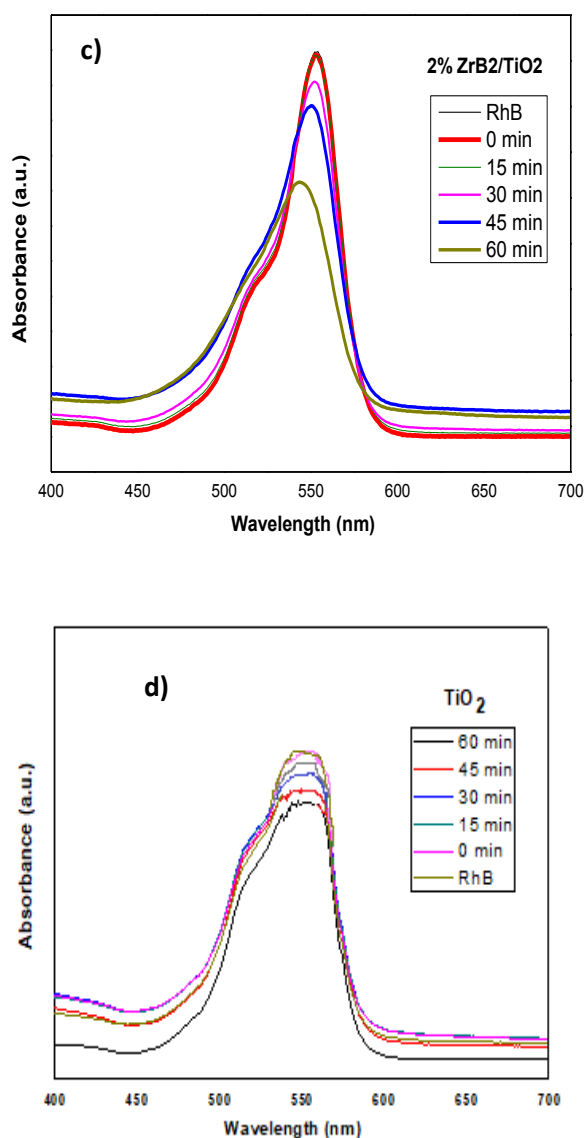 c)
2% ZrB2/TiO2
RhB
0 min
15 min
30 min
45 min
60 min
Absorbance (a.u.)
400 450 500 550 600 650 700
Wavelength (nm)
d)
TiO2
60 min
45 min
30 min
15 min
0 min
RhB
Absorbance (a.u.)
400 450 500 550 600 650 700
Wavelength (nm)